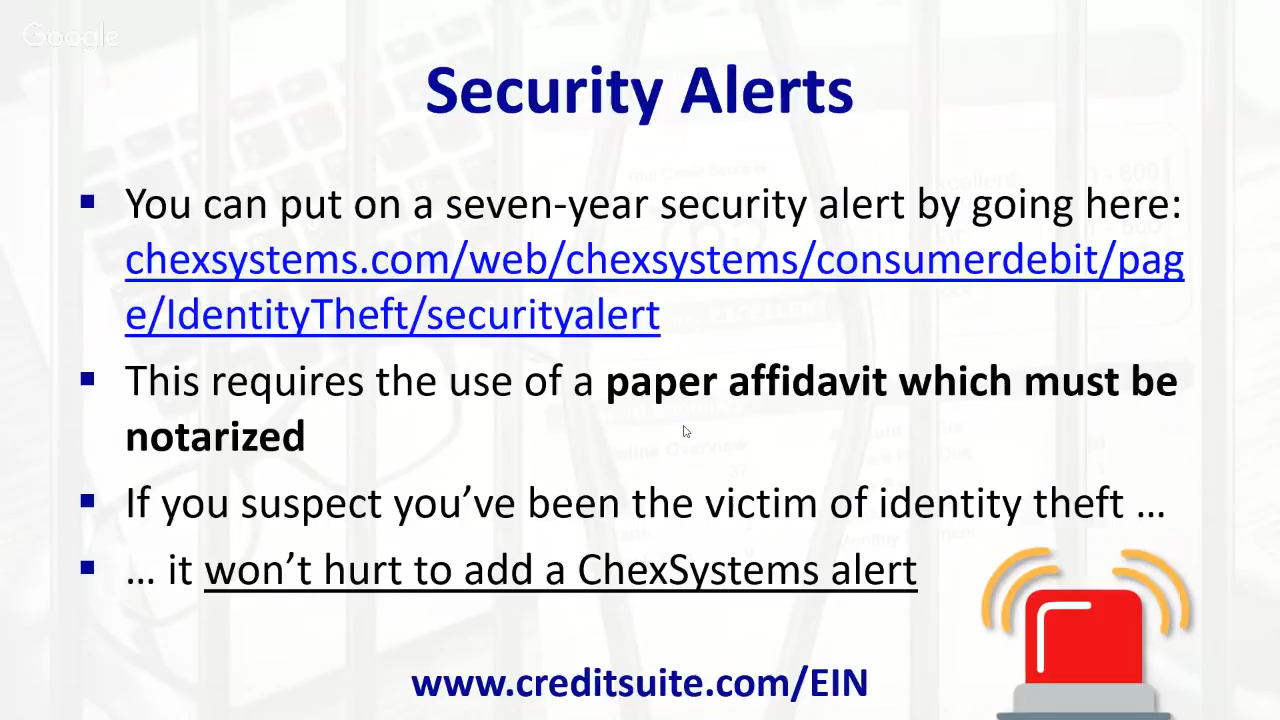 Google
Security Alerts
▪ You can put on a seven-year security alert by going here:
chexsystems.com/web/chexsystems/consumerdebit/pag
e/IdentityTheft/securityalert
▪ This requires the use of a paper affidavit which must be
notarized
▪ If you suspect you’ve been the victim of identity theft …
▪ … it won’t hurt to add a ChexSystems alert
www.creditsuite.com/EIN